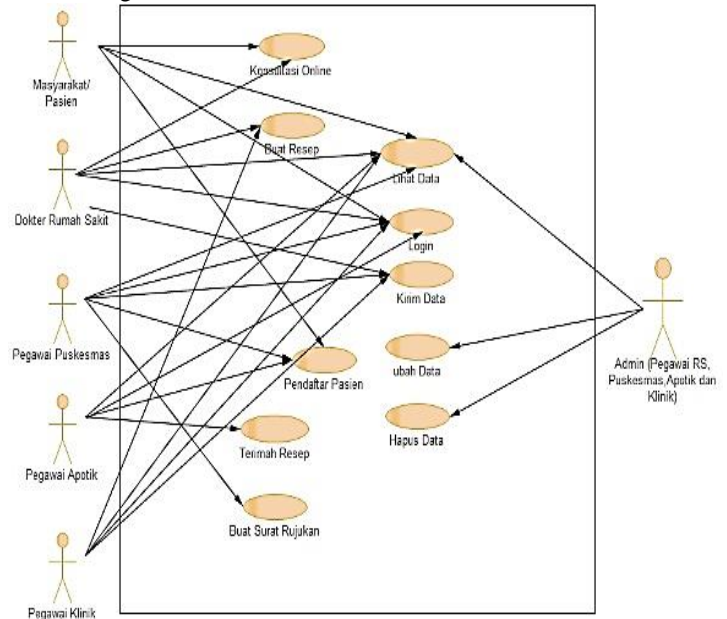 Masyarakat/
Pasien
Konsultasi Online
Buat Resep
Lihat Data
Dokter Rumah Sakit
Login
Kirim Data
Pegawai Puskesmas
Pendaftar Pasien
ubah Data
Admin (Pegawai RS,
Puskesmas,Apotik dan
Klinik)
Hapus Data
Pegawai Apotik
Terimah Resep
Buat Surat Rujukan
Pegawai Klinik